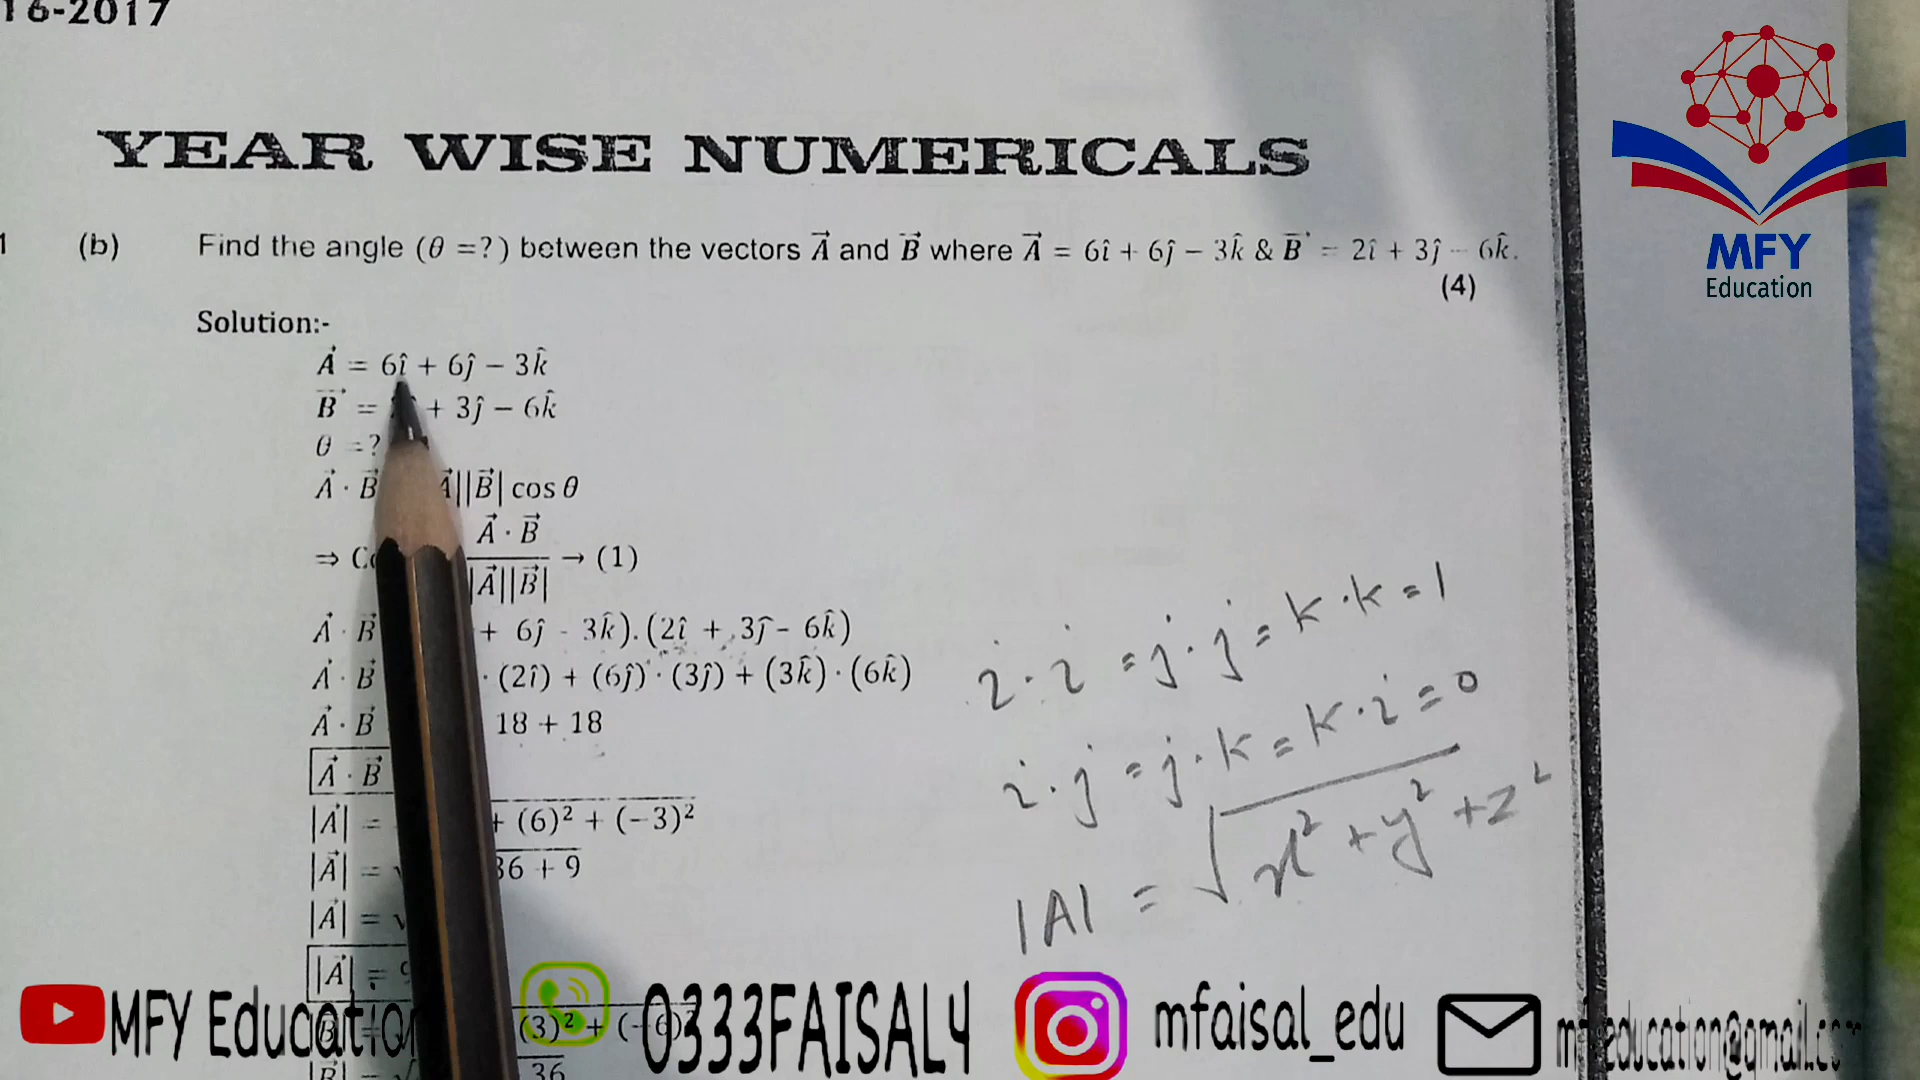 16-2017
YEAR WISE NUMERICALS
1 (b) Find the angle (θ =?) between the vectors A⃗ and B⃗ where A⃗ = 6î + 6ĵ − 3k̂ & B⃗ = 2î + 3ĵ − 6k̂.
(4)
Solution:-
A⃗ = 6î + 6ĵ − 3k̂
B⃗ = + 3ĵ − 6k̂
θ =?
A⃗ · B⃗ A⃗||B⃗| cos θ
⇒ A⃗ · B⃗ / |A⃗||B⃗| → (1)
A⃗ · B⃗ + 6ĵ - 3k̂).(2î + 3ĵ - 6k̂)
A⃗ · B⃗ · (2î) + (6ĵ) · (3ĵ) + (3k̂) · (6k̂)
A⃗ · B⃗ 18 + 18
A⃗ · B⃗
|A⃗| = + (6)² + (−3)²
|A⃗| = 36 + 9
|A⃗| = √
|A⃗| = 9
(3)² + (−6)²
|B⃗| = √ 36
i · i = j · j = k · k = 1
i · j = j · k = k · i = 0
|A| = √x² + y² + z²
MFY
Education
MFY Education
0333FAISAL4
mfaisal_edu